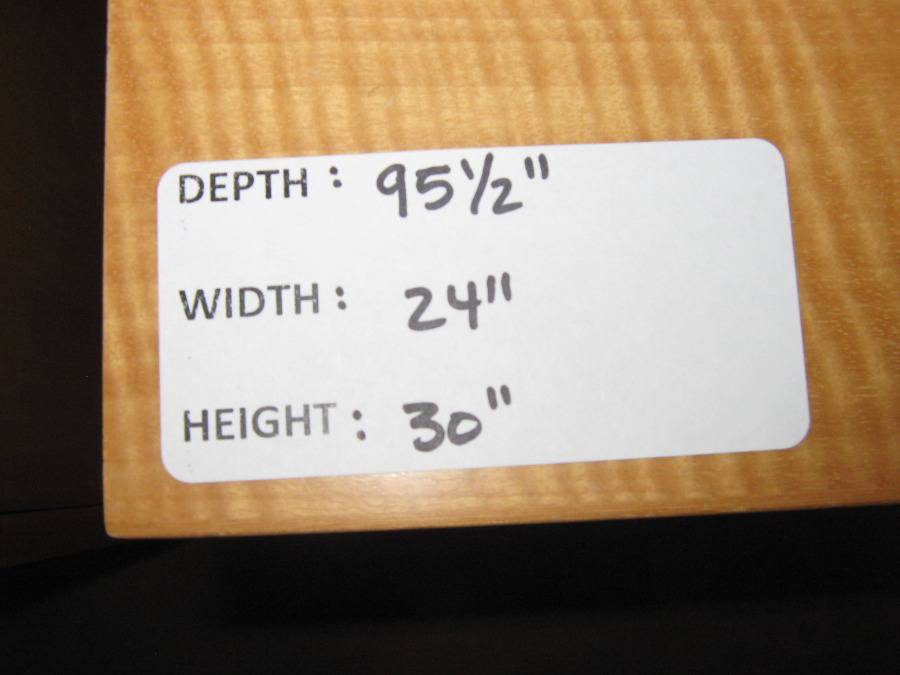 DEPTH : 95½"
WIDTH : 24"
HEIGHT : 30"